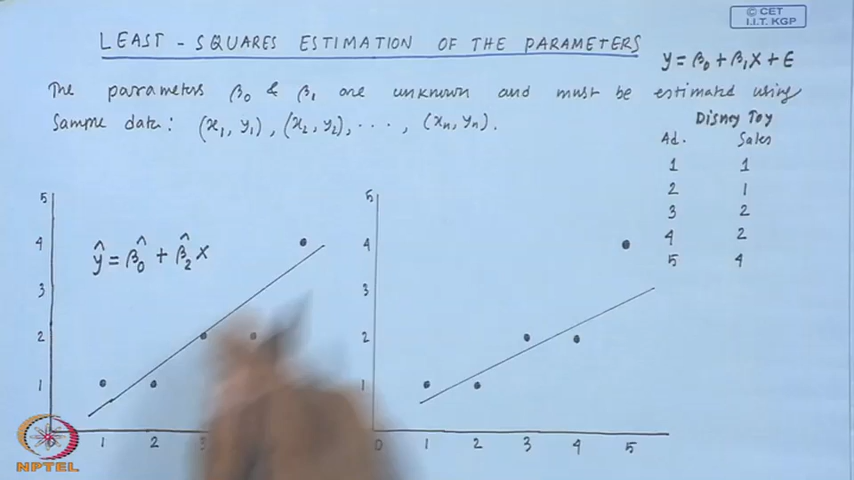 © CET
I.I.T. KGP
LEAST - SQUARES ESTIMATION OF THE PARAMETERS
y = β₀ + β₁X + ε
The parameters β₀ & β₁ are unknown and must be estimated using
Sample data: (x₁, y₁), (x₂, y₂), ..., (xₙ, yₙ).
Disney Toy
Ad. Sales
1 1
2 1
3 2
4 2
5 4
5
4
3
2
1
ŷ = β̂₀ + β̂₂ X
0 1 2 3
5
4
3
2
1
0 1 2 3 4 5
NPTEL